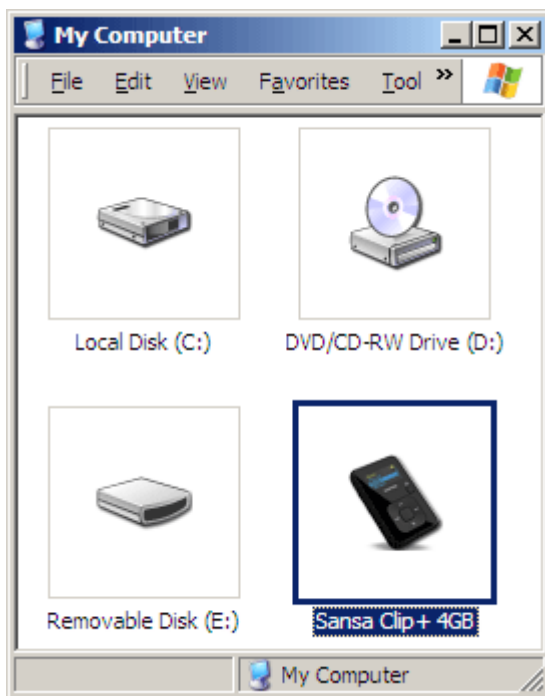 My Computer
File Edit View Favorites Tool »
Local Disk (C:) DVD/CD-RW Drive (D:)
Removable Disk (E:) Sansa Clip+ 4GB
My Computer